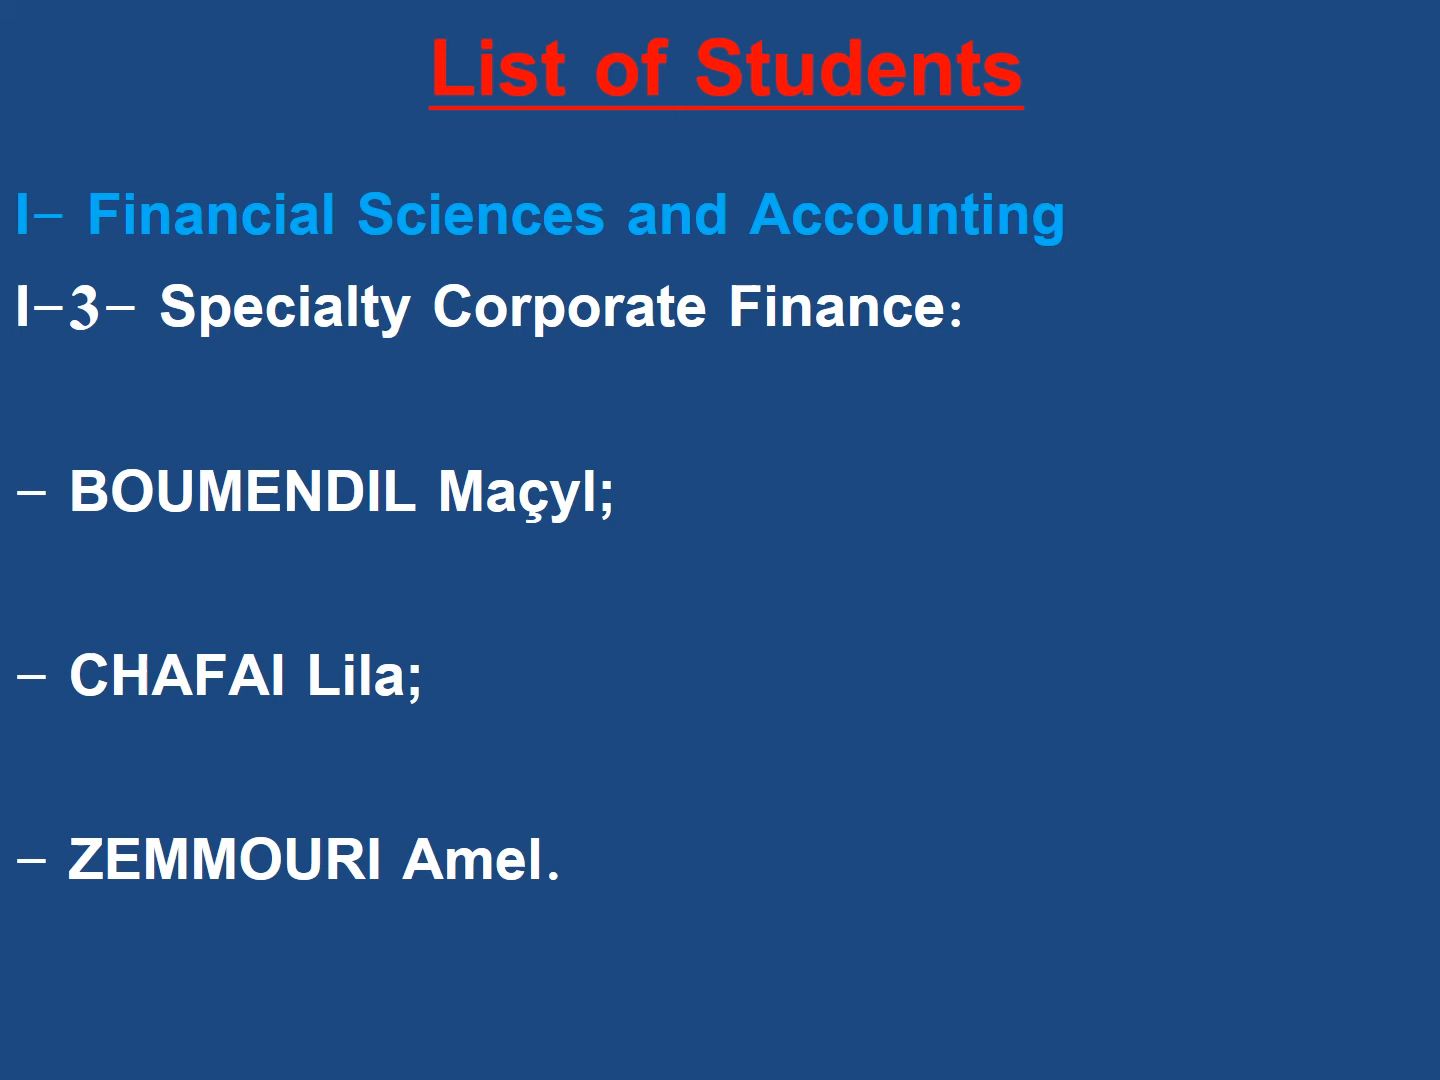 List of Students
I- Financial Sciences and Accounting
I-3- Specialty Corporate Finance:
- BOUMENDIL Maçyl;
- CHAFAI Lila;
- ZEMMOURI Amel.